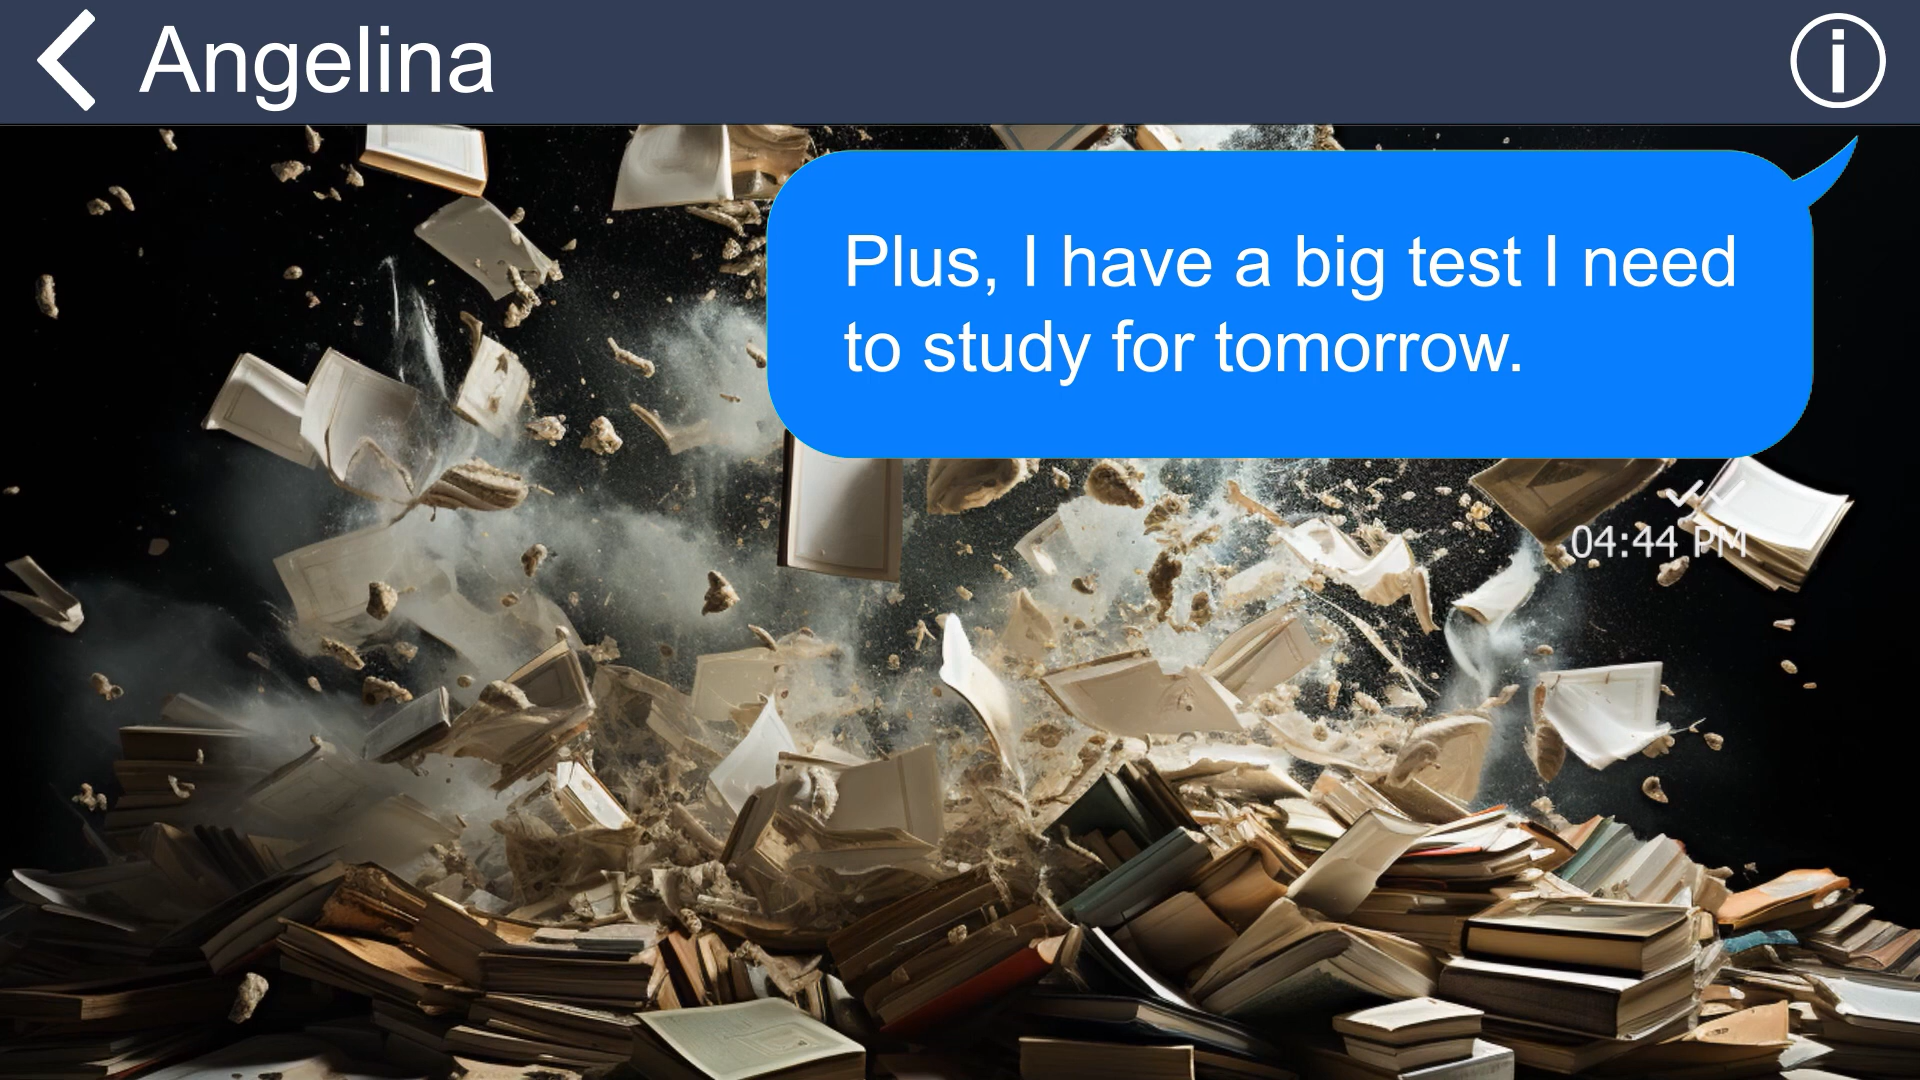 Angelina
Plus, I have a big test I need
to study for tomorrow.
04:44 PM